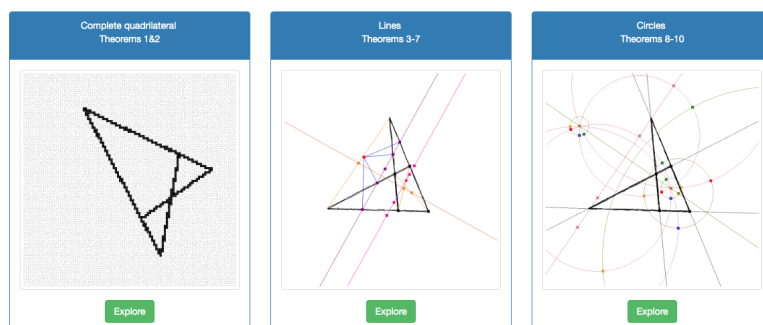 Complete quadrilateral
Theorems 1&2
Lines
Theorems 3-7
Circles
Theorems 8-10
Explore
Explore
Explore